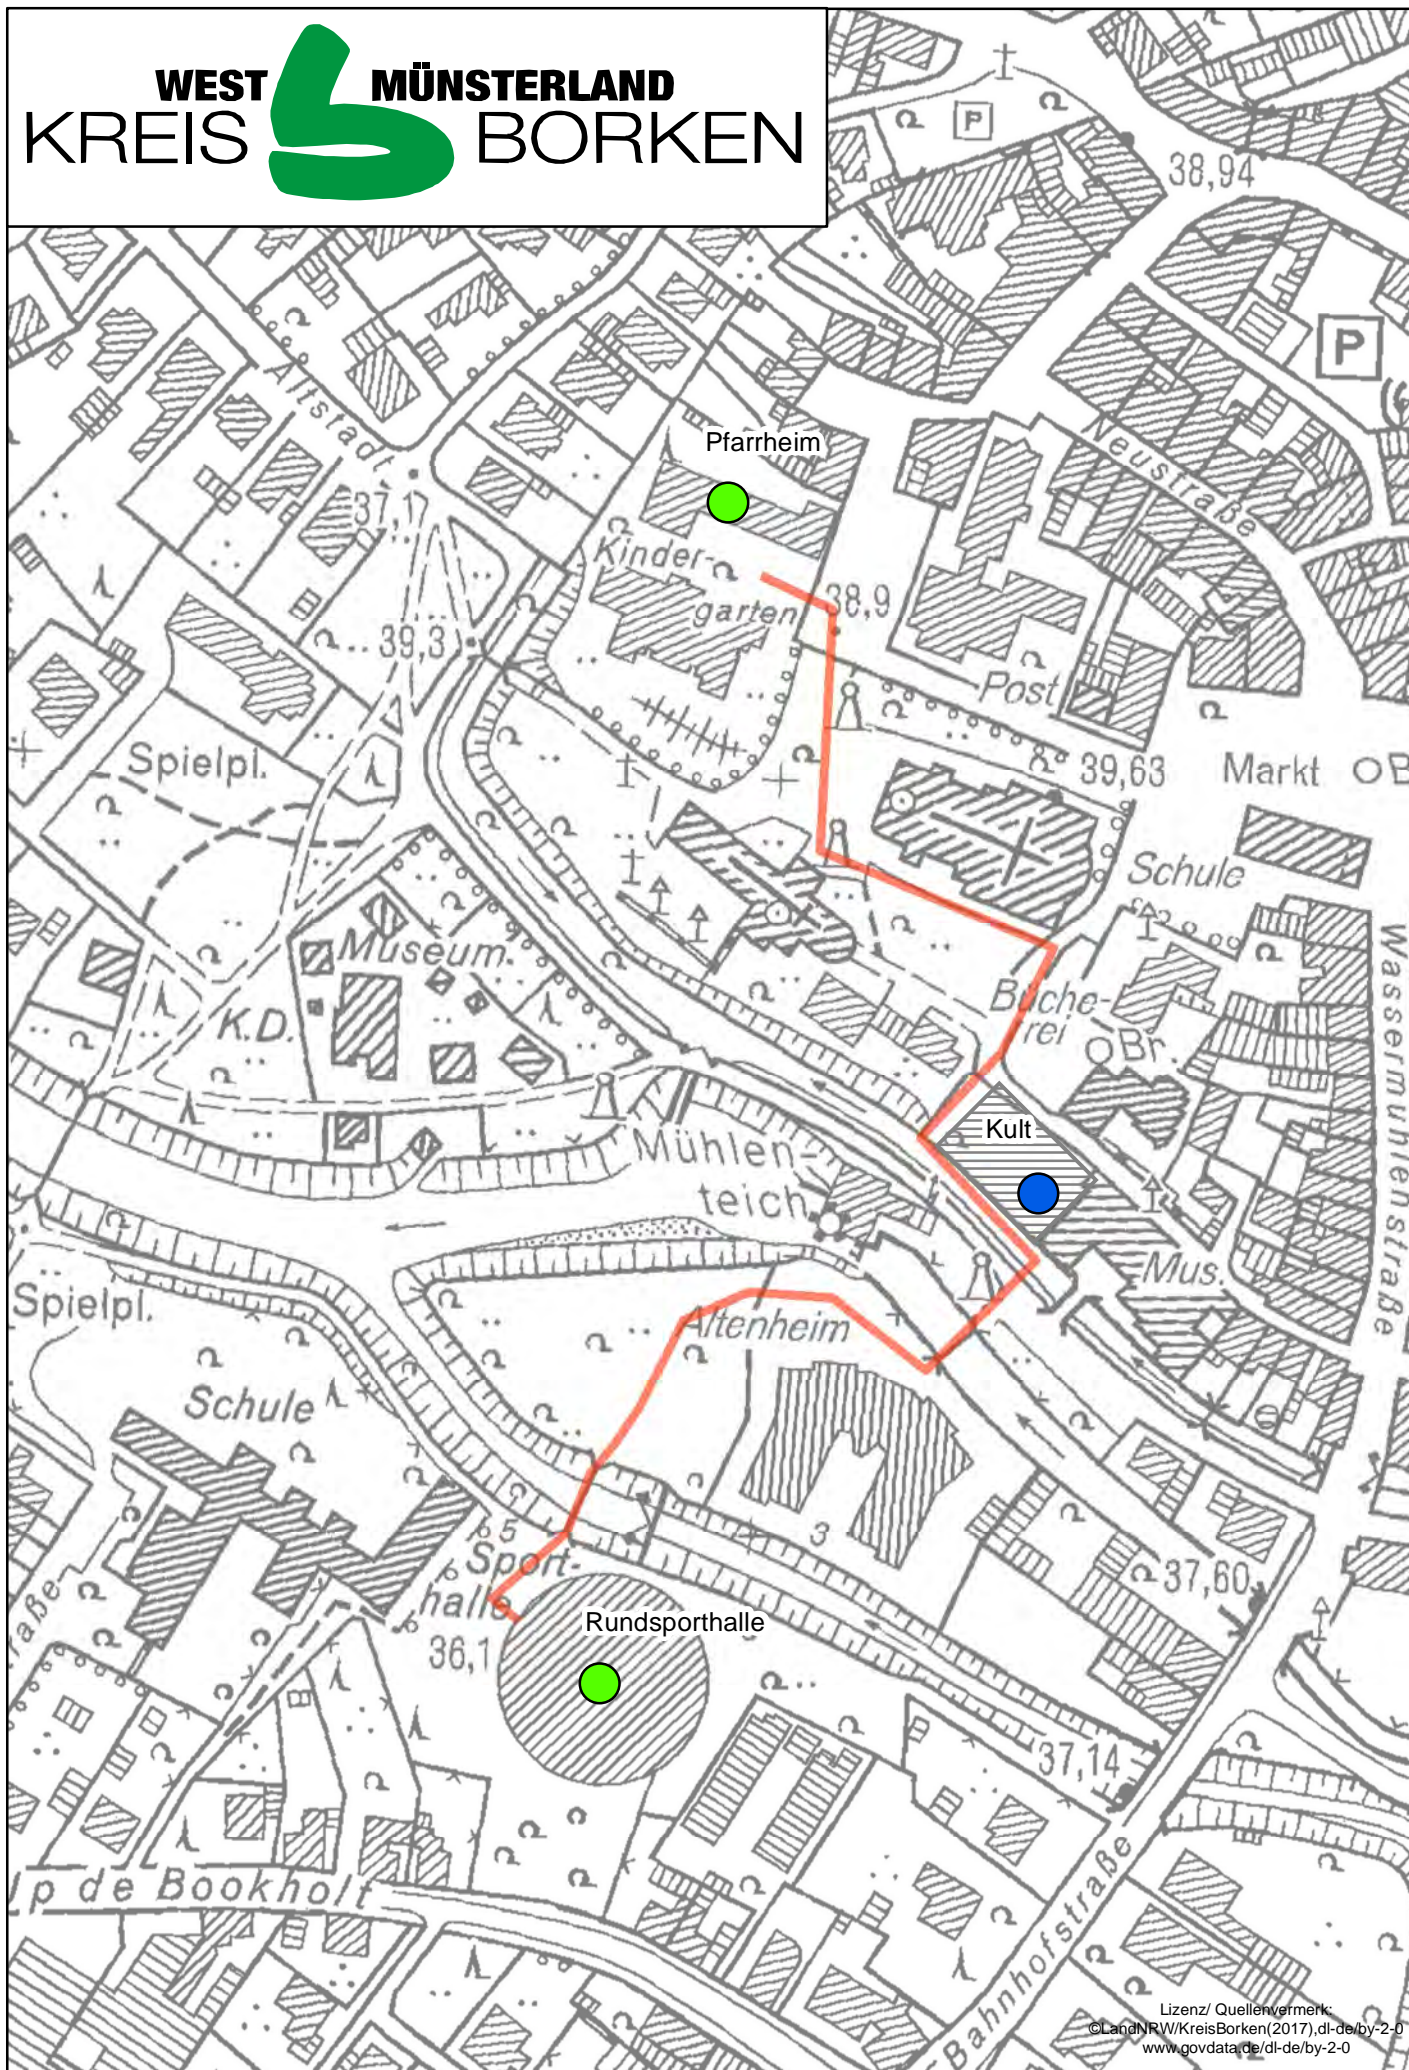 WEST MÜNSTERLAND
KREIS BORKEN
P
38,94
P
Altstadt
Pfarrheim
Neustraße
37,1
Kinder-
garten
38,9
39,3
Post
Spielpl.
39,63
Markt
B
Schule
Museum.
Wassermühlenstraße
K.D.
Büche-
rei
Br.
Kult
Mühlen-
teich
Mus.
Spielpl.
Altenheim
Schule
5
3
Sport-
halle
37,60
Rundsporthalle
36,1
37,14
raße
Up de Bookholt
Bahnhofstraße
Lizenz/ Quellenvermerk:
©LandNRW/KreisBorken(2017),dl-de/by-2-0
www.govdata.de/dl-de/by-2-0